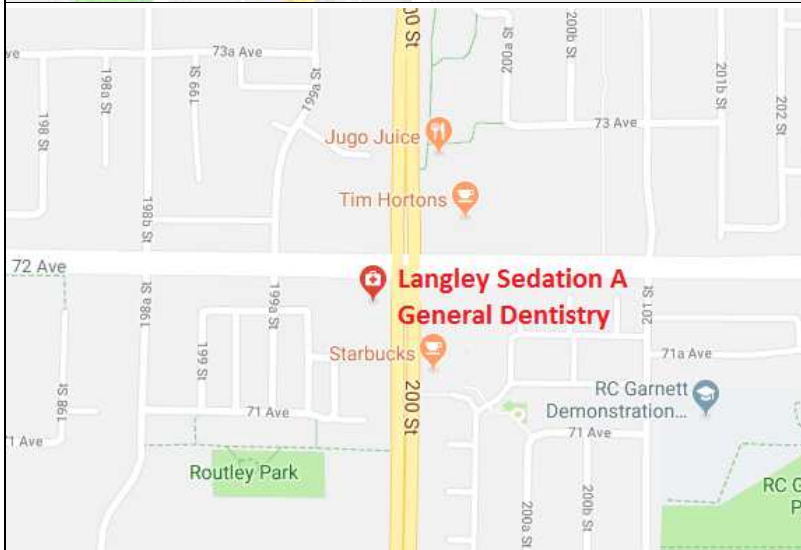 00 St
73a Ave
ve
198a St
199 St
199a St
198 St
200a St
200b St
201b St
202 St
Jugo Juice
73 Ave
Tim Hortons
198b St
72 Ave
Langley Sedation A
General Dentistry
198a St
199a St
201 St
199 St
Starbucks
71a Ave
198 St
200 St
RC Garnett
Demonstration...
71 Ave
71 Ave
1 Ave
Routley Park
RC G
P
200a St
200b St